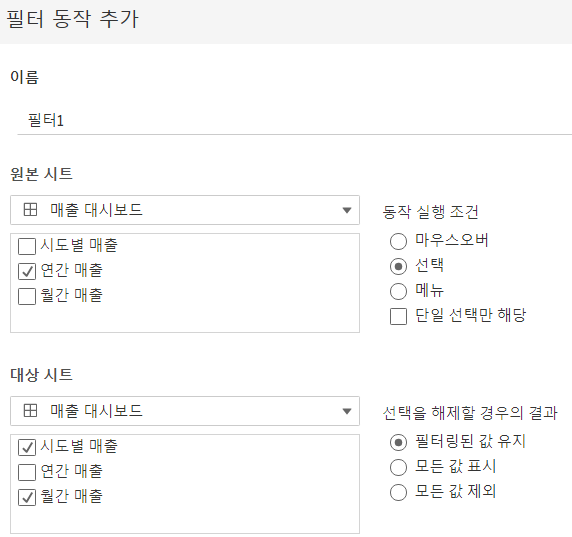 필터 동작 추가
이름
필터1
원본 시트
매출 대시보드
동작 실행 조건
시도별 매출
연간 매출
월간 매출
마우스오버
선택
메뉴
단일 선택만 해당
대상 시트
매출 대시보드
선택을 해제할 경우의 결과
시도별 매출
연간 매출
월간 매출
필터링된 값 유지
모든 값 표시
모든 값 제외